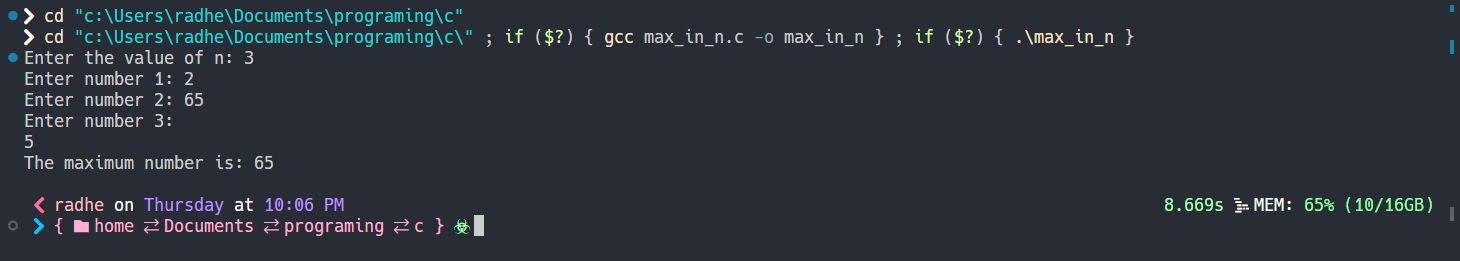 cd "c:\Users\radhe\Documents\programing\c"
cd "c:\Users\radhe\Documents\programing\c\" ; if ($?) { gcc max_in_n.c -o max_in_n } ; if ($?) { .\max_in_n }
Enter the value of n: 3
Enter number 1: 2
Enter number 2: 65
Enter number 3:
5
The maximum number is: 65
radhe on Thursday at 10:06 PM 8.669s MEM: 65% (10/16GB)
{ home ⇄ Documents ⇄ programing ⇄ c }